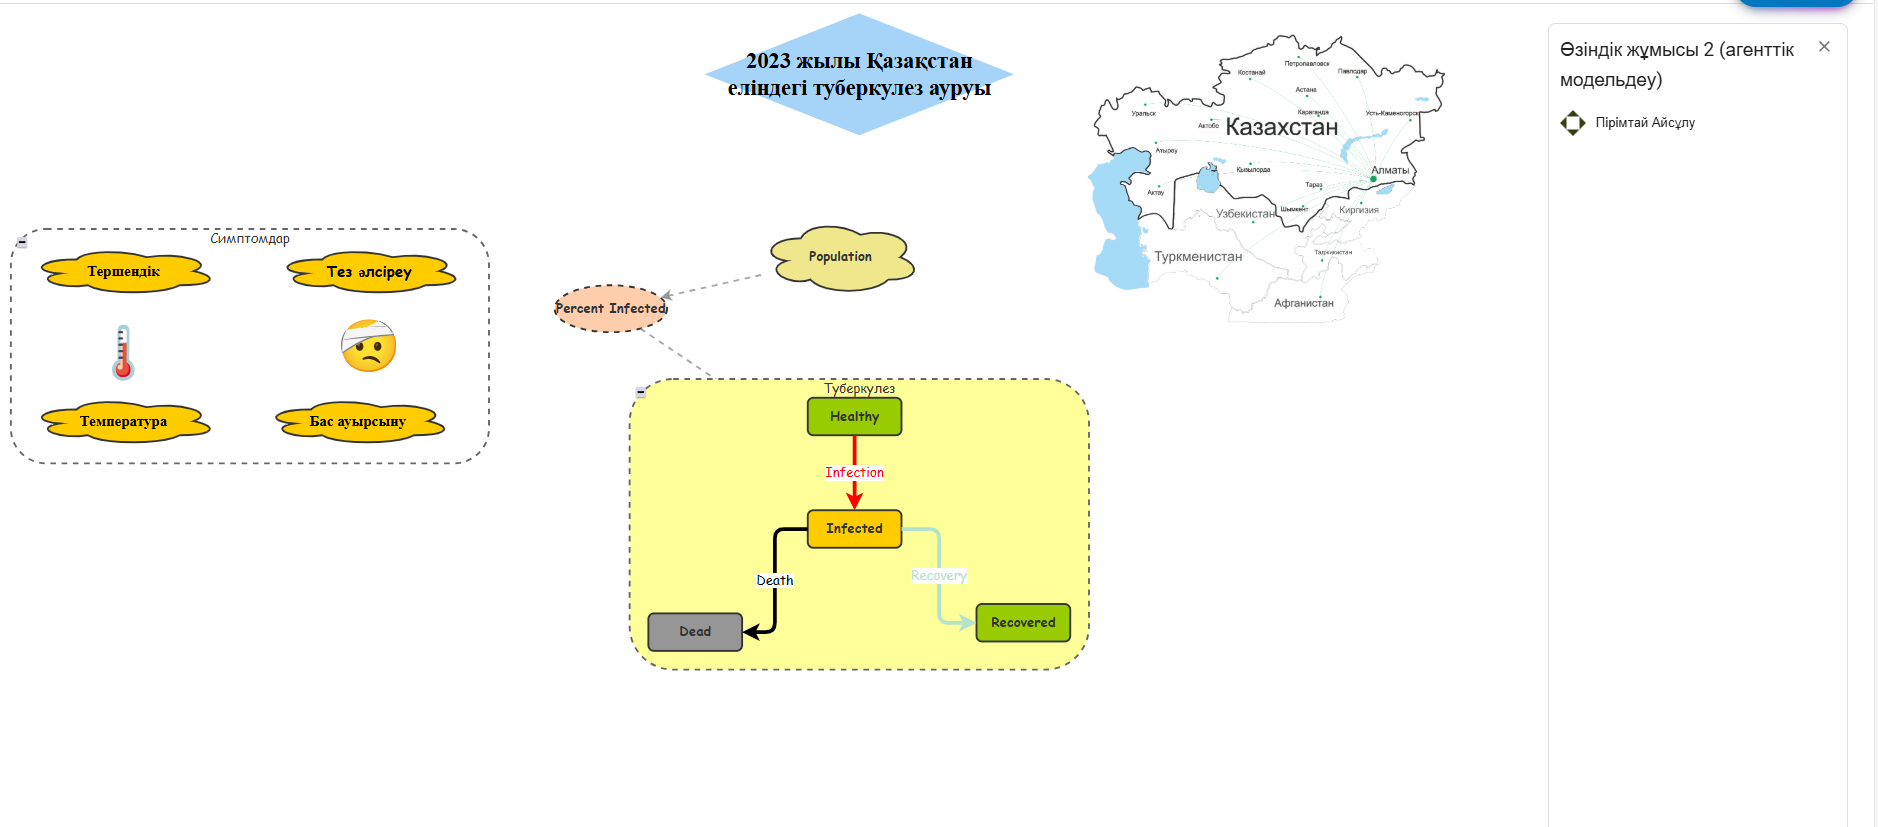 2023 жылы Қазақстан
еліндегі туберкулез ауруы
Өзіндік жұмысы 2 (агенттік
модельдеу)
Пірімтай Айсұлу
Петропавловск
Костанай
Павлодар
Астана
Уральск
Караганда
Усть-Каменогорск
Актобе
Казахстан
Атырау
Кызылорда
Алматы
Актау
Тараз
Шымкент
Узбекистан
Киргизия
Туркменистан
Таджикистан
Афганистан
Симптомдар
Тершеңдік
Тез әлсіреу
Температура
Бас ауырсыну
Population
Percent Infected
Туберкулез
Healthy
Infection
Infected
Death
Recovery
Dead
Recovered